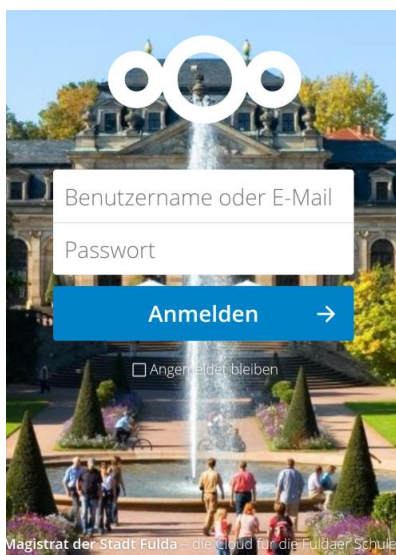 Benutzername oder E-Mail
Passwort
Anmelden
Angemeldet bleiben
Magistrat der Stadt Fulda – die Cloud für die Fuldaer Schule